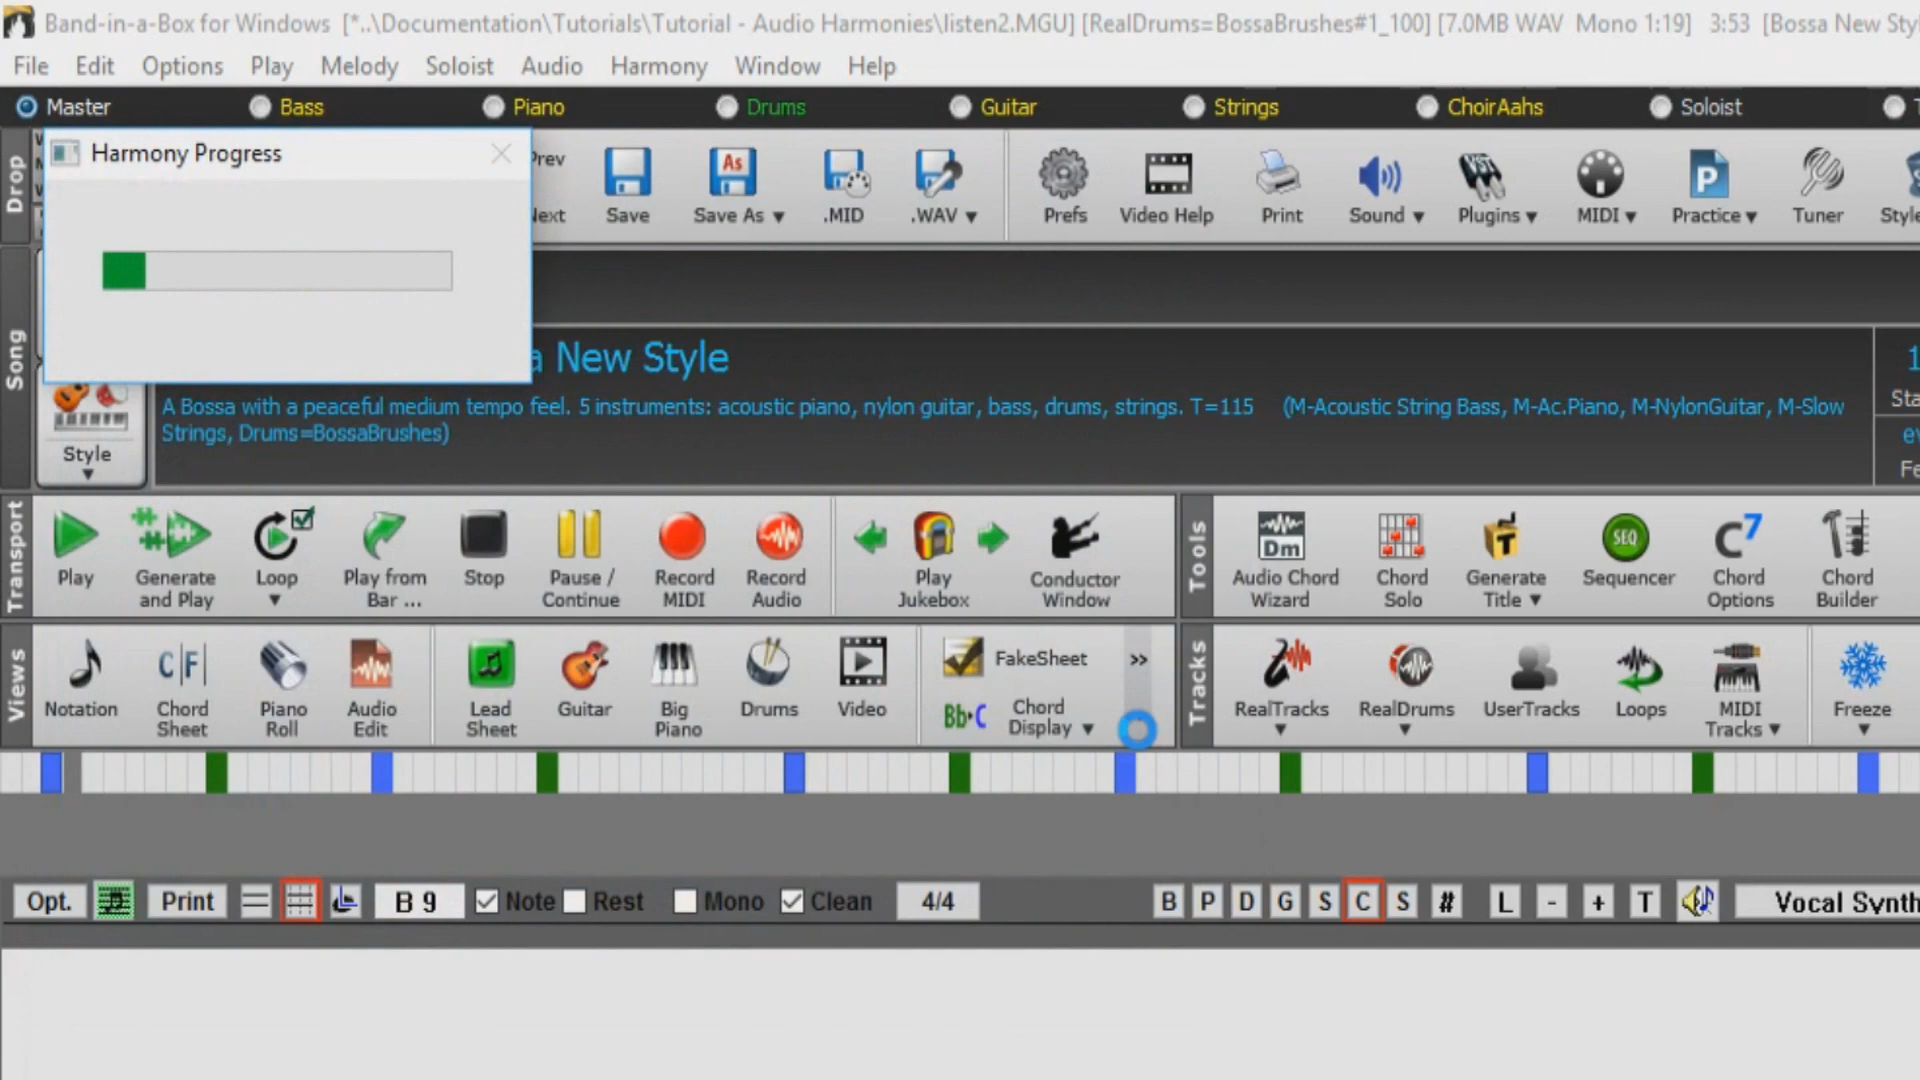 Band-in-a-Box for Windows [*..\Documentation\Tutorials\Tutorial - Audio Harmonies\listen2.MGU] [RealDrums=BossaBrushes#1_100] [7.0MB WAV Mono 1:19] 3:53 [Bossa New Sty
File Edit Options Play Melody Soloist Audio Harmony Window Help
Master Bass Piano Drums Guitar Strings ChoirAahs Soloist
Drop
Harmony Progress
Save Save As .MID .WAV Prefs Video Help Print Sound Plugins MIDI Practice Tuner
Song
New Style
A Bossa with a peaceful medium tempo feel. 5 instruments: acoustic piano, nylon guitar, bass, drums, strings. T=115 (M-Acoustic String Bass, M-Ac.Piano, M-NylonGuitar, M-Slow
Strings, Drums=BossaBrushes)
Style
Transport
Play
Generate and Play
Loop
Play from Bar ...
Stop
Pause / Continue
Record MIDI
Record Audio
Play Jukebox
Conductor Window
Tools
Dm
Audio Chord Wizard
Chord Solo
Generate Title
SEQ
Sequencer
C7
Chord Options
Chord Builder
Views
Notation
C|F|
Chord Sheet
Piano Roll
Audio Edit
Lead Sheet
Guitar
Big Piano
Drums
Video
FakeSheet »
Bb·C Chord Display
Tracks
RealTracks
RealDrums
UserTracks
Loops
MIDI Tracks
Freeze
Opt. Print B 9 Note Rest Mono Clean 4/4 B P D G S C S # L - + T Vocal Synth